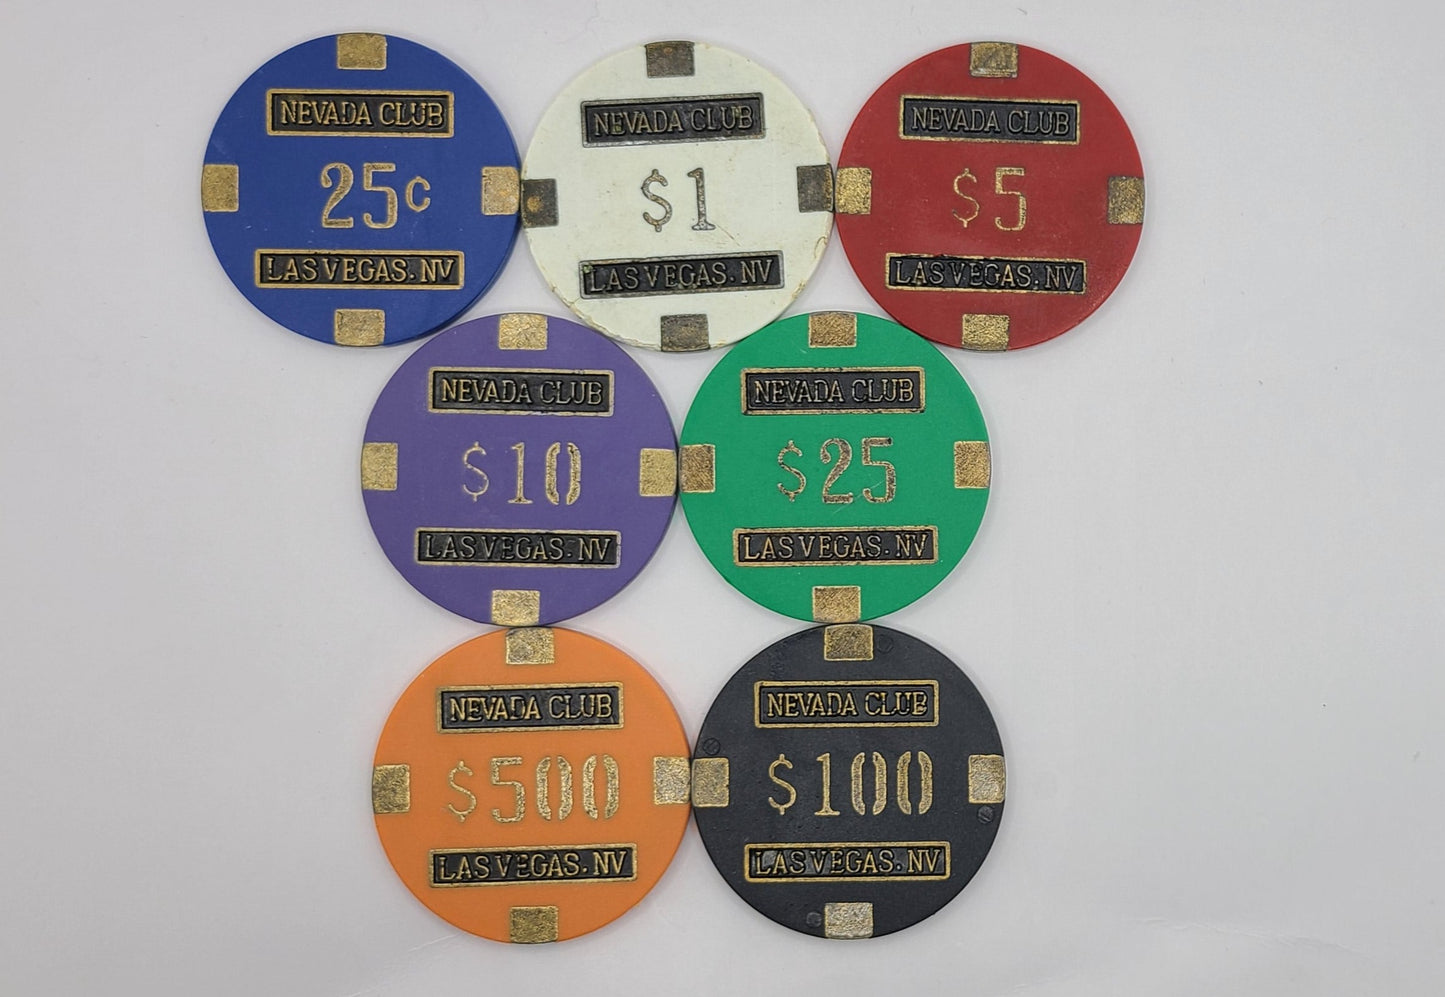 NEVADA CLUB
25¢
LAS VEGAS. NV
NEVADA CLUB
$1
LAS VEGAS. NV
NEVADA CLUB
$5
LAS VEGAS. NV
NEVADA CLUB
$10
LAS VEGAS. NV
NEVADA CLUB
$25
LAS VEGAS. NV
NEVADA CLUB
$500
LAS VEGAS. NV
NEVADA CLUB
$100
LAS VEGAS. NV